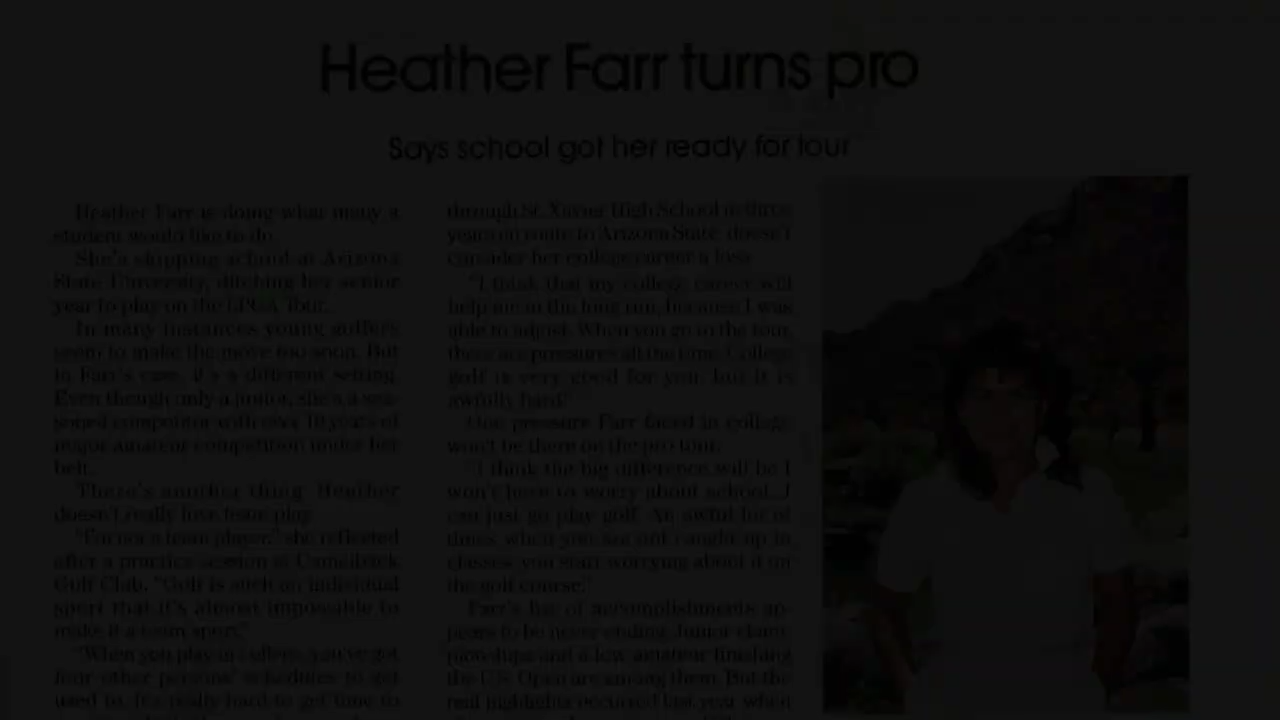 Heather Farr turns pro
Says school got her ready for tour
Heather Farr is doing what many a
student would like to do.
She's skipping school at Arizona
State University, ditching her senior
year to play on the LPGA Tour.
In many instances young golfers
seem to make the move too soon. But
in Farr's case, it's a different setting.
Even though only a junior, she's a sea-
soned competitor with over 10 years of
major amateur competition under her
belt.
There's another thing. Heather
doesn't really love team play.
"I'm not a team player," she reflected
after a practice session at Camelback
Golf Club. "Golf is such an individual
sport that it's almost impossible to
make it a team sport."
"When you play in college, you've got
four other persons' schedules to get
used to. It's really hard to get time to
through St. Xavier High School in three
years en route to Arizona State, doesn't
consider her college career a loss.
"I think that my college career will
help me in the long run, because I was
able to adjust. When you go to the tour,
there are pressures all the time. College
golf is very good for you, but it is
awfully hard."
One pressure Farr faced in college
won't be there on the pro tour.
"I think the big difference will be I
won't have to worry about school...I
can just go play golf. An awful lot of
times, when you are not caught up in
classes, you start worrying about it on
the golf course."
Farr's list of accomplishments ap-
pears to be never ending. Junior cham-
pionships and a low amateur finishing
the U.S. Open are among them. But the
real highlights occurred last year when